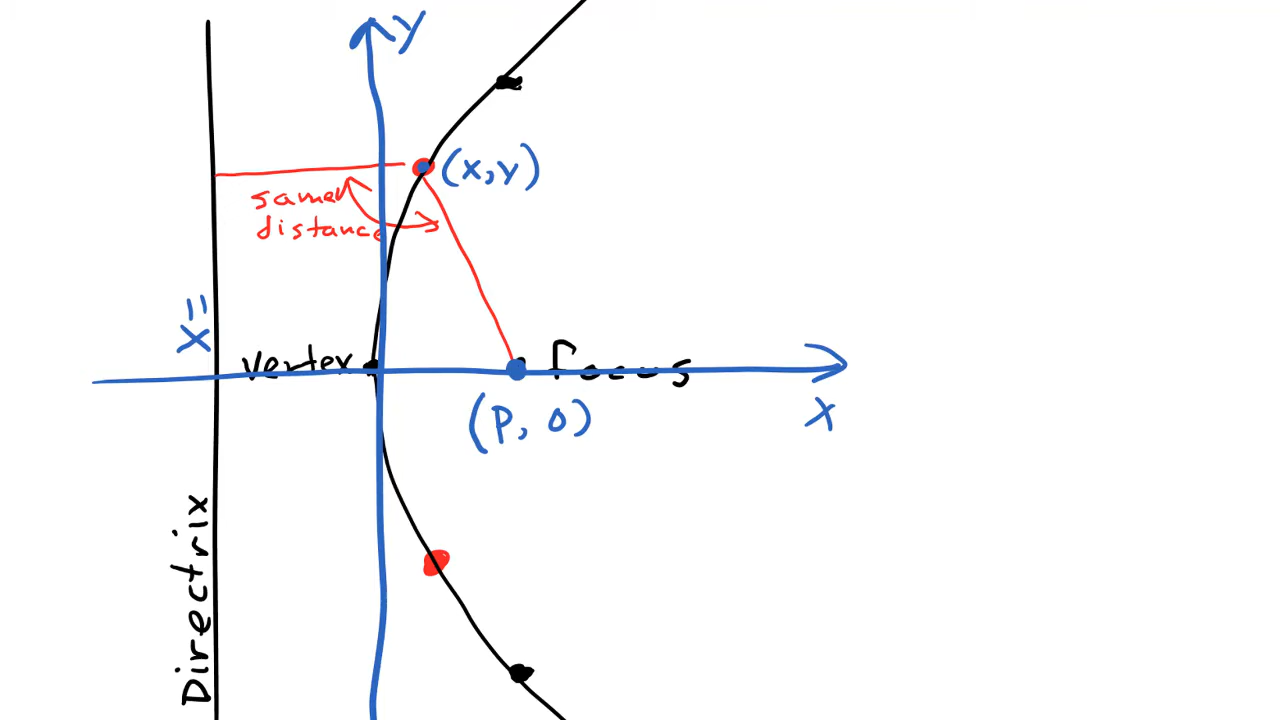 y
(x,y)
same
distance
x=
vertex
focus
(P, 0)
x
Directrix